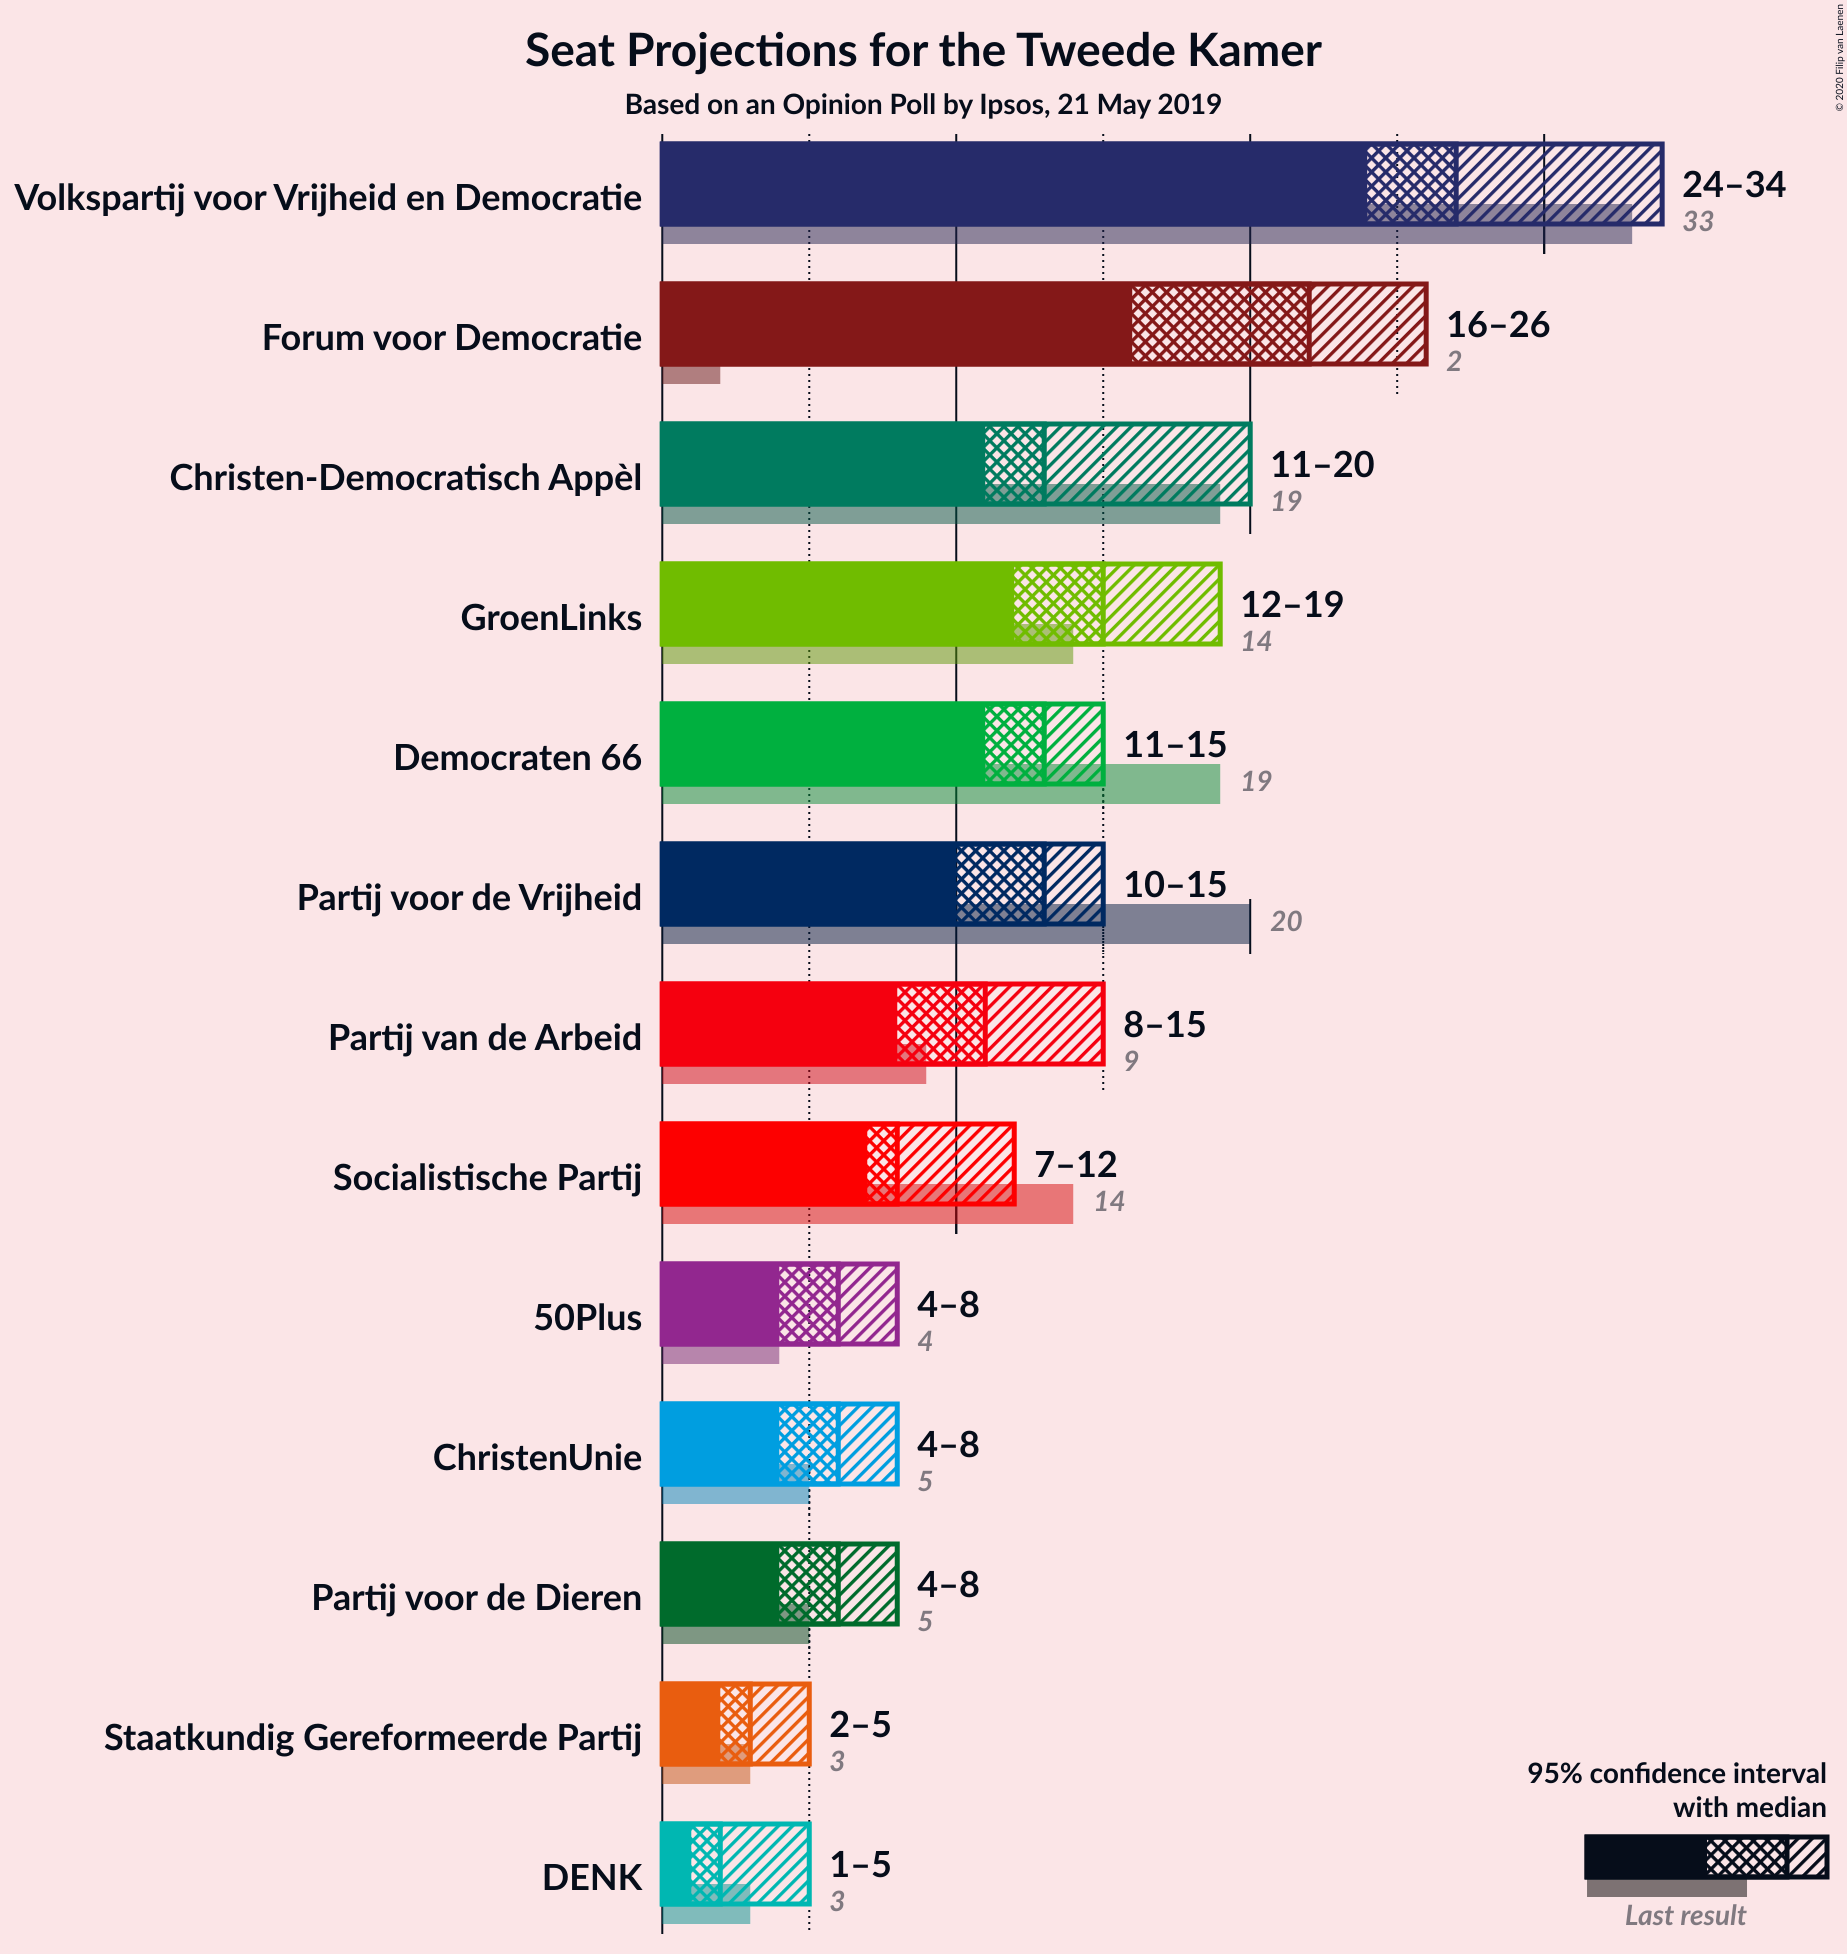 Seat Projections for the Tweede Kamer
Based on an Opinion Poll by Ipsos, 21 May 2019
© 2020 Filip van Laenen
Volkspartij voor Vrijheid en Democratie
24–34
33
Forum voor Democratie
16–26
2
Christen-Democratisch Appèl
11–20
19
GroenLinks
12–19
14
Democraten 66
11–15
19
Partij voor de Vrijheid
10–15
20
Partij van de Arbeid
8–15
9
Socialistische Partij
7–12
14
50Plus
4–8
4
ChristenUnie
4–8
5
Partij voor de Dieren
4–8
5
Staatkundig Gereformeerde Partij
2–5
3
DENK
1–5
3
95% confidence interval
with median
Last result